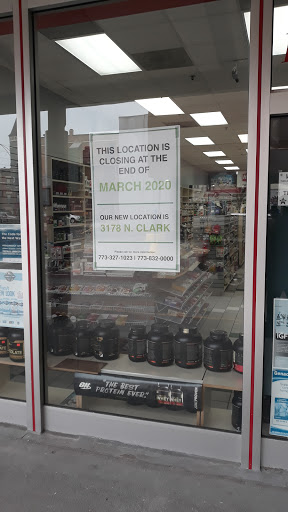 THIS LOCATION IS
CLOSING AT THE
END OF
MARCH 2020
OUR NEW LOCATION IS
3178 N. CLARK
773-327-1023 | 773-832-0000
ON
"THE BEST
PROTEIN EVER."